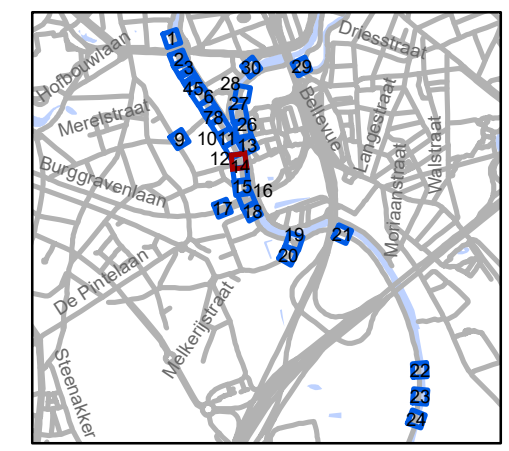 Hofbouwlaan
Driesstraat
Merelstraat
Bellevue
Langestraat
Walstraat
Burggravenlaan
Moriaanstraat
De Pintelaan
Melkerijstraat
Steenakker
1
2
3
4
5
6
7
8
9
10
11
12
13
14
15
16
17
18
19
20
21
22
23
24
26
27
28
29
30